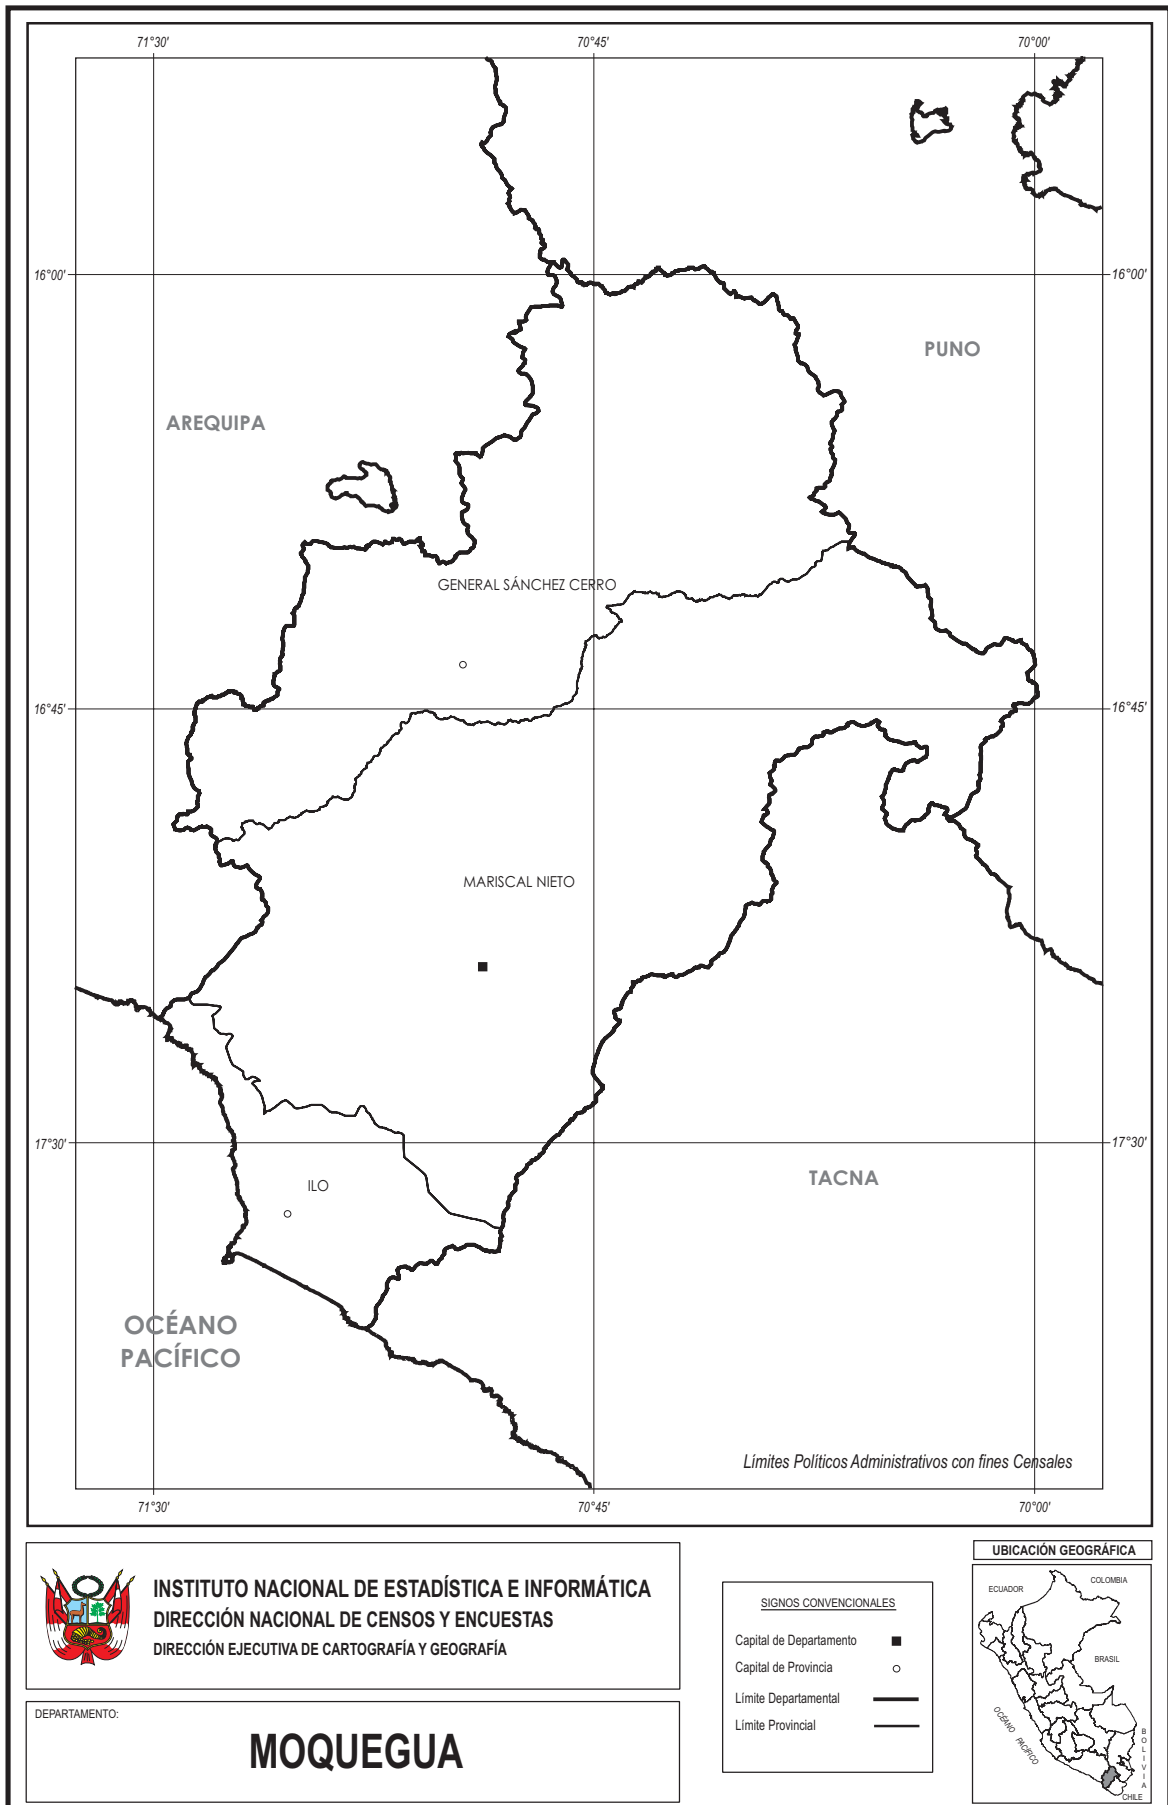 71°30' 70°45' 70°00'
16°00' 16°00'
PUNO
AREQUIPA
GENERAL SÁNCHEZ CERRO
16°45' 16°45'
MARISCAL NIETO
17°30' 17°30'
TACNA
ILO
OCÉANO
PACÍFICO
Límites Políticos Administrativos con fines Censales
71°30' 70°45' 70°00'
INSTITUTO NACIONAL DE ESTADÍSTICA E INFORMÁTICA
DIRECCIÓN NACIONAL DE CENSOS Y ENCUESTAS
DIRECCIÓN EJECUTIVA DE CARTOGRAFÍA Y GEOGRAFÍA
DEPARTAMENTO:
MOQUEGUA
SIGNOS CONVENCIONALES
Capital de Departamento
Capital de Provincia
Límite Departamental
Límite Provincial
UBICACIÓN GEOGRÁFICA
ECUADOR
COLOMBIA
BRASIL
OCÉANO PACÍFICO
BOLIVIA
CHILE